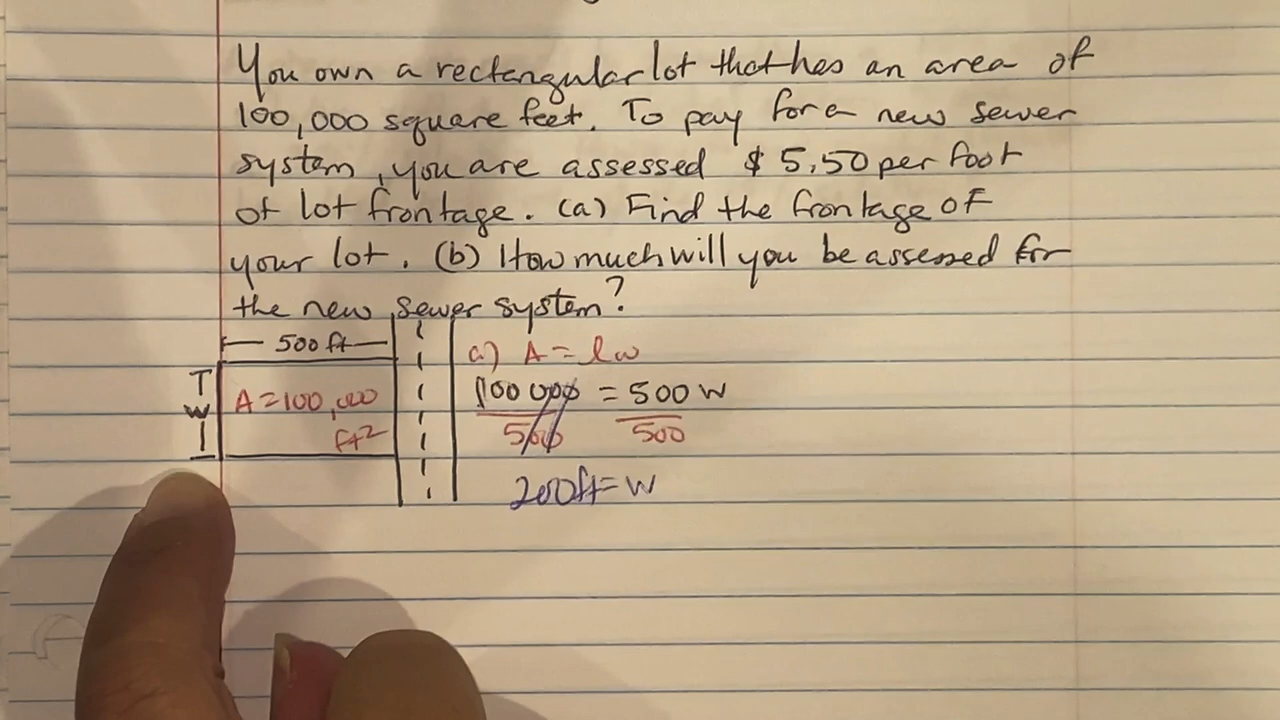 You own a rectangular lot that has an area of
100,000 square feet. To pay for a new sewer
system, you are assessed $5.50 per foot
of lot frontage. (a) Find the frontage of
your lot. (b) How much will you be assessed for
the new sewer system?
500 ft
W
A=100,000
ft²
a) A = lw
100 000 = 500 W
500 500
200ft = W